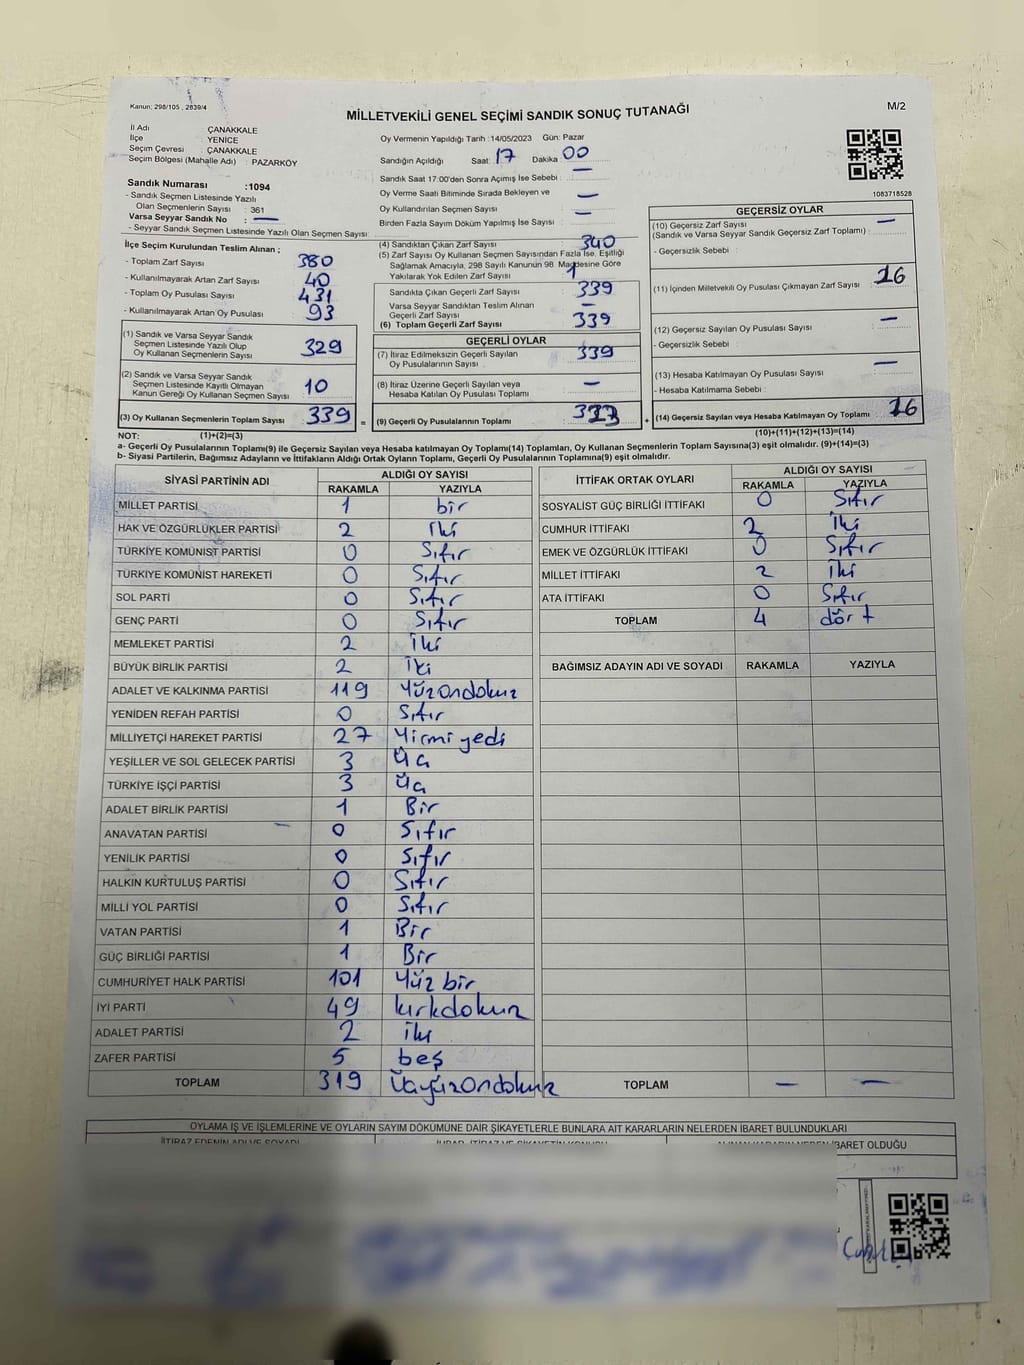 Kanun: 298/105 , 2839/4
MİLLETVEKİLİ GENEL SEÇİMİ SANDIK SONUÇ TUTANAĞI
M/2
İl Adı : ÇANAKKALE
İlçe : YENİCE
Seçim Çevresi : ÇANAKKALE
Seçim Bölgesi (Mahalle Adı) : PAZARKÖY
Sandık Numarası :1094
- Sandık Seçmen Listesinde Yazılı
Olan Seçmenlerin Sayısı : 361
Varsa Seyyar Sandık No : —
- Seyyar Sandık Seçmen Listesinde Yazılı Olan Seçmen Sayısı:
Oy Vermenin Yapıldığı Tarih :14/05/2023 Gün: Pazar
Sandığın Açıldığı Saat: 17 Dakika 00
Sandık Saat 17:00'den Sonra Açımış İse Sebebi : —
Oy Verme Saati Bitiminde Sırada Bekleyen ve —
Oy Kullandırılan Seçmen Sayısı —
Birden Fazla Sayım Döküm Yapılmış İse Sayısı :
1083718528
İlçe Seçim Kurulundan Teslim Alınan ;
- Toplam Zarf Sayısı 380
- Kullanılmayarak Artan Zarf Sayısı 40
- Toplam Oy Pusulası Sayısı 431
- Kullanılmayarak Artan Oy Pusulası 93
(1) Sandık ve Varsa Seyyar Sandık
Seçmen Listesinde Yazılı Olup
Oy Kullanan Seçmenlerin Sayısı 329
(2) Sandık ve Varsa Seyyar Sandık
Seçmen Listesinde Kayıtlı Olmayan
Kanun Gereği Oy Kullanan Seçmen Sayısı 10
(3) Oy Kullanan Seçmenlerin Toplam Sayısı 339 =
(4) Sandıktan Çıkan Zarf Sayısı 340
(5) Zarf Sayısı Oy Kullanan Seçmen Sayısından Fazla İse, Eşitliği
Sağlamak Amacıyla, 298 Sayılı Kanunun 98. Maddesine Göre
Yakılarak Yok Edilen Zarf Sayısı 1
Sandıkta Çıkan Geçerli Zarf Sayısı 339
Varsa Seyyar Sandıktan Teslim Alınan
Geçerli Zarf Sayısı —
(6) Toplam Geçerli Zarf Sayısı 339
GEÇERLİ OYLAR
(7) İtiraz Edilmeksizin Geçerli Sayılan 339
Oy Pusulalarının Sayısı
(8) İtiraz Üzerine Geçerli Sayılan veya —
Hesaba Katılan Oy Pusulası Toplamı
(9) Geçerli Oy Pusulalarının Toplamı +
GEÇERSİZ OYLAR
(10) Geçersiz Zarf Sayısı —
(Sandık ve Varsa Seyyar Sandık Geçersiz Zarf Toplamı) :
- Geçersizlik Sebebi :
(11) İçinden Milletvekili Oy Pusulası Çıkmayan Zarf Sayısı 16
(12) Geçersiz Sayılan Oy Pusulası Sayısı : —
- Geçersizlik Sebebi :
(13) Hesaba Katılmayan Oy Pusulası Sayısı —
- Hesaba Katılmama Sebebi :
(14) Geçersiz Sayılan veya Hesaba Katılmayan Oy Toplamı 16
NOT: (1)+(2)=(3)
(10)+(11)+(12)+(13)=(14)
a- Geçerli Oy Pusulalarının Toplamı(9) ile Geçersiz Sayılan veya Hesaba katılmayan Oy Toplamı(14) Toplamları, Oy Kullanan Seçmenlerin Toplam Sayısına(3) eşit olmalıdır. (9)+(14)=(3)
b- Siyasi Partilerin, Bağımsız Adayların ve İttifakların Aldığı Ortak Oyların Toplamı, Geçerli Oy Pusulalarının Toplamına(9) eşit olmalıdır.
SİYASİ PARTİNİN ADI ALDIĞI OY SAYISI
RAKAMLA YAZIYLA
MİLLET PARTİSİ 1 bir
HAK VE ÖZGÜRLÜKLER PARTİSİ 2 iki
TÜRKİYE KOMÜNİST PARTİSİ 0 Sıfır
TÜRKİYE KOMÜNİST HAREKETİ 0 Sıfır
SOL PARTİ 0 Sıfır
GENÇ PARTİ 0 Sıfır
MEMLEKET PARTİSİ 2 İki
BÜYÜK BİRLİK PARTİSİ 2 İki
ADALET VE KALKINMA PARTİSİ 119 Yüzondokuz
YENİDEN REFAH PARTİSİ 0 Sıfır
MİLLİYETÇİ HAREKET PARTİSİ 27 Yirmi yedi
YEŞİLLER VE SOL GELECEK PARTİSİ 3 Üç
TÜRKİYE İŞÇİ PARTİSİ 3 Üç
ADALET BİRLİK PARTİSİ 1 Bir
ANAVATAN PARTİSİ 0 Sıfır
YENİLİK PARTİSİ 0 Sıfır
HALKIN KURTULUŞ PARTİSİ 0 Sıfır
MİLLİ YOL PARTİSİ 0 Sıfır
VATAN PARTİSİ 1 Bir
GÜÇ BİRLİĞİ PARTİSİ 1 Bir
CUMHURİYET HALK PARTİSİ 101 Yüz bir
İYİ PARTİ 49 kırkdokuz
ADALET PARTİSİ 2 İki
ZAFER PARTİSİ 5 beş
TOPLAM 319 Üçyüzondokuz
İTTİFAK ORTAK OYLARI ALDIĞI OY SAYISI
RAKAMLA YAZIYLA
SOSYALİST GÜÇ BİRLİĞİ İTTİFAKI 0 Sıfır
CUMHUR İTTİFAKI 2 İki
EMEK VE ÖZGÜRLÜK İTTİFAKI 0 Sıfır
MİLLET İTTİFAKI 2 İki
ATA İTTİFAKI 0 Sıfır
TOPLAM 4 dört
BAĞIMSIZ ADAYIN ADI VE SOYADI RAKAMLA YAZIYLA
TOPLAM — —
OYLAMA İŞ VE İŞLEMLERİNE VE OYLARIN SAYIM DÖKÜMÜNE DAİR ŞİKAYETLERLE BUNLARA AİT KARARLARIN NELERDEN İBARET BULUNDUKLARI
İTİRAZ EDENİN ADI VE SOYADI
İBARET OLDUĞU